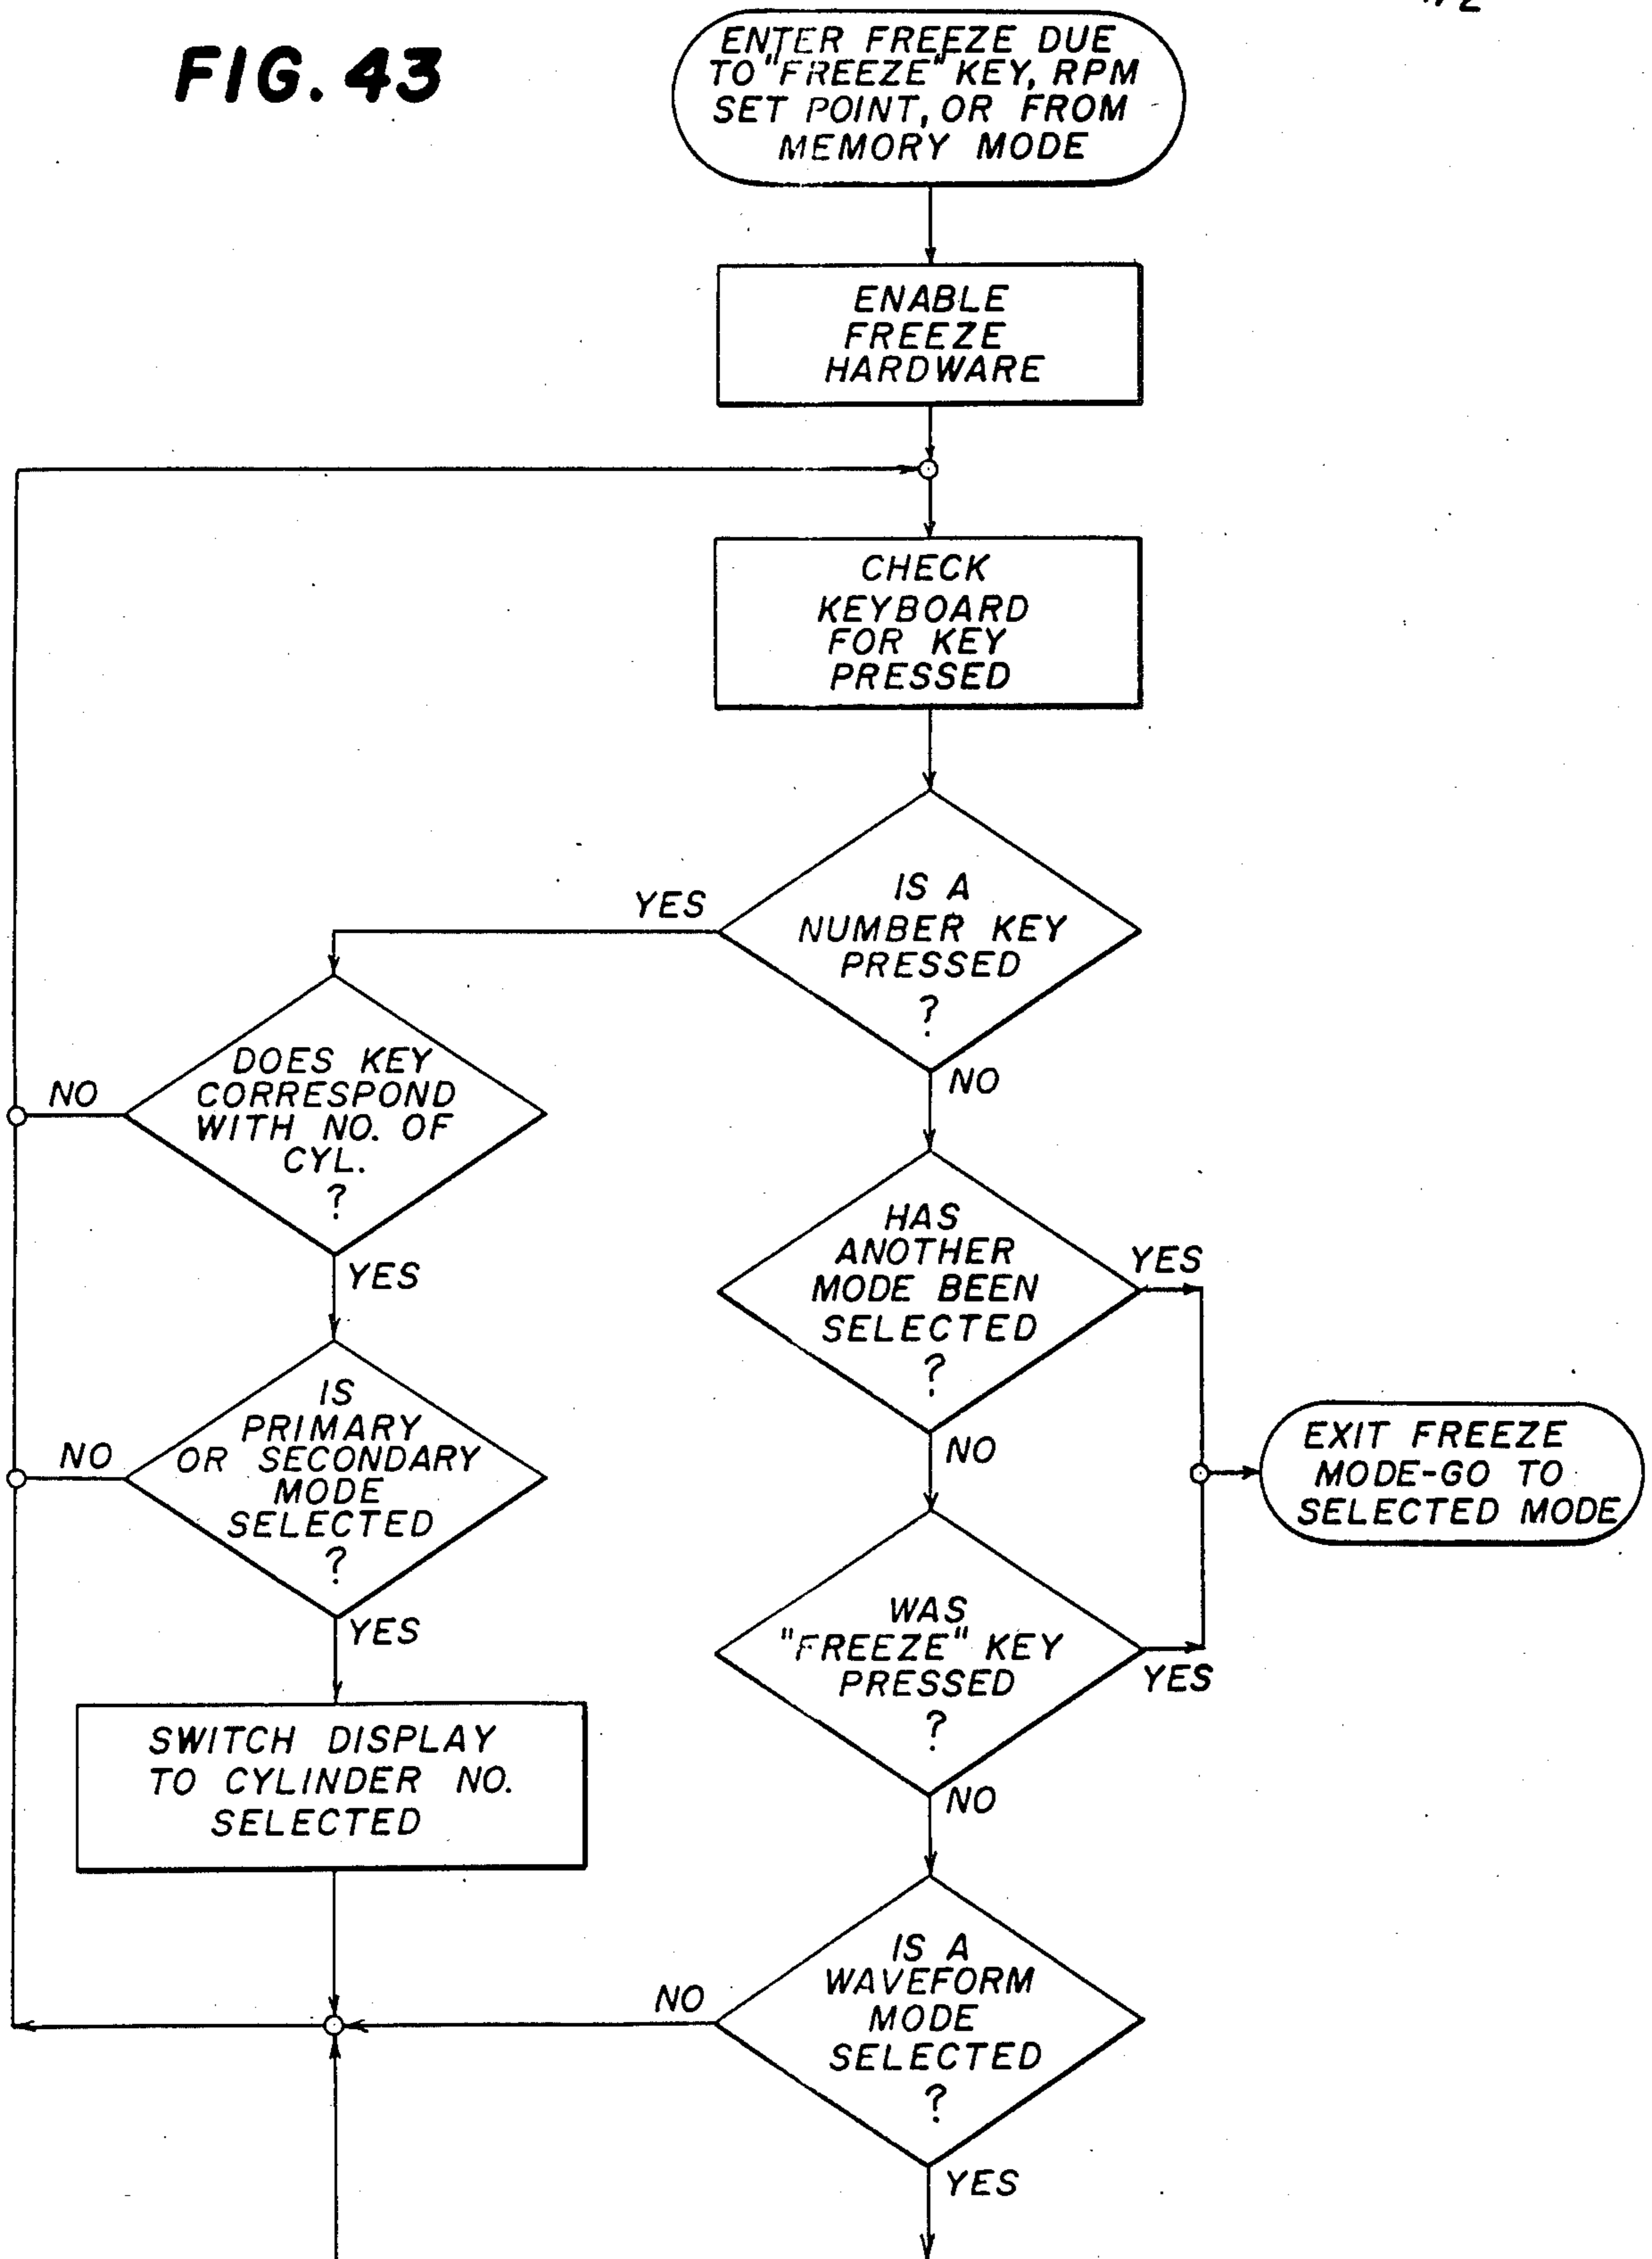 FIG. 43
ENTER FREEZE DUE
TO "FREEZE" KEY, RPM
SET POINT, OR FROM
MEMORY MODE
ENABLE
FREEZE
HARDWARE
CHECK
KEYBOARD
FOR KEY
PRESSED
IS A
NUMBER KEY
PRESSED
?
YES
NO
DOES KEY
CORRESPOND
WITH NO. OF
CYL.
?
NO
YES
HAS
ANOTHER
MODE BEEN
SELECTED
?
YES
NO
IS
PRIMARY
OR SECONDARY
MODE
SELECTED
?
NO
YES
EXIT FREEZE
MODE-GO TO
SELECTED MODE
WAS
"FREEZE" KEY
PRESSED
?
YES
NO
SWITCH DISPLAY
TO CYLINDER NO.
SELECTED
IS A
WAVEFORM
MODE
SELECTED
?
NO
YES